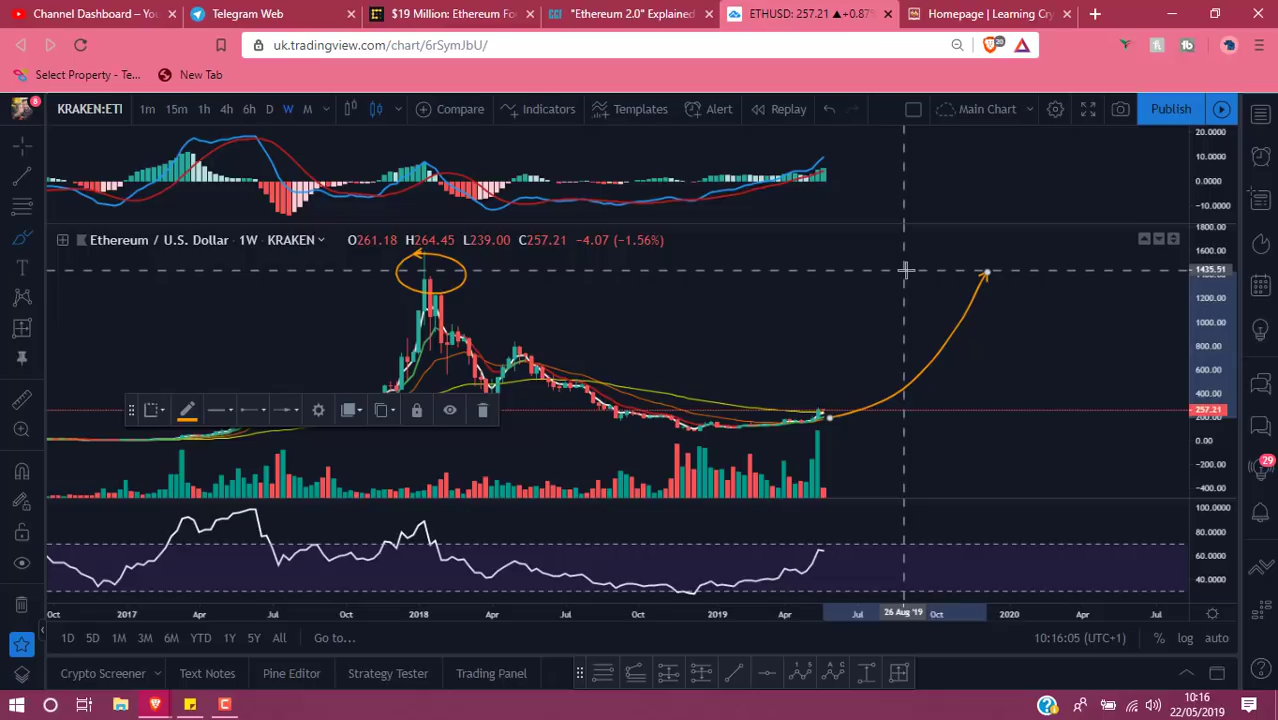 Channel Dashboard – Yo
Telegram Web
$19 Million: Ethereum Fo
"Ethereum 2.0" Explained
ETHUSD: 257.21 ▲+0.87
Homepage | Learning Cry
uk.tradingview.com/chart/6rSymJbU/
20
Select Property - Te...
New Tab
8
KRAKEN:ETI
1m 15m 1h 4h 6h D W M
Compare
Indicators
Templates
Alert
Replay
Main Chart
Publish
20.0000
10.0000
0.0000
−10.0000
Ethereum / U.S. Dollar · 1W · KRAKEN
O261.18 H264.45 L239.00 C257.21 −4.07 (−1.56%)
1800.00
1600.00
1435.51
1200.00
1000.00
800.00
600.00
400.00
257.21
200.00
0.00
−200.00
−400.00
29
100.0000
80.0000
60.0000
40.0000
Oct 2017 Apr Jul Oct 2018 Apr Jul Oct 2019 Apr Jul 26 Aug '19 Oct 2020 Apr Jul
1D 5D 1M 3M 6M YTD 1Y 5Y All Go to...
10:16:05 (UTC+1) % log auto
Crypto Screener
Text Notes
Pine Editor
Strategy Tester
Trading Panel
10:16
22/05/2019